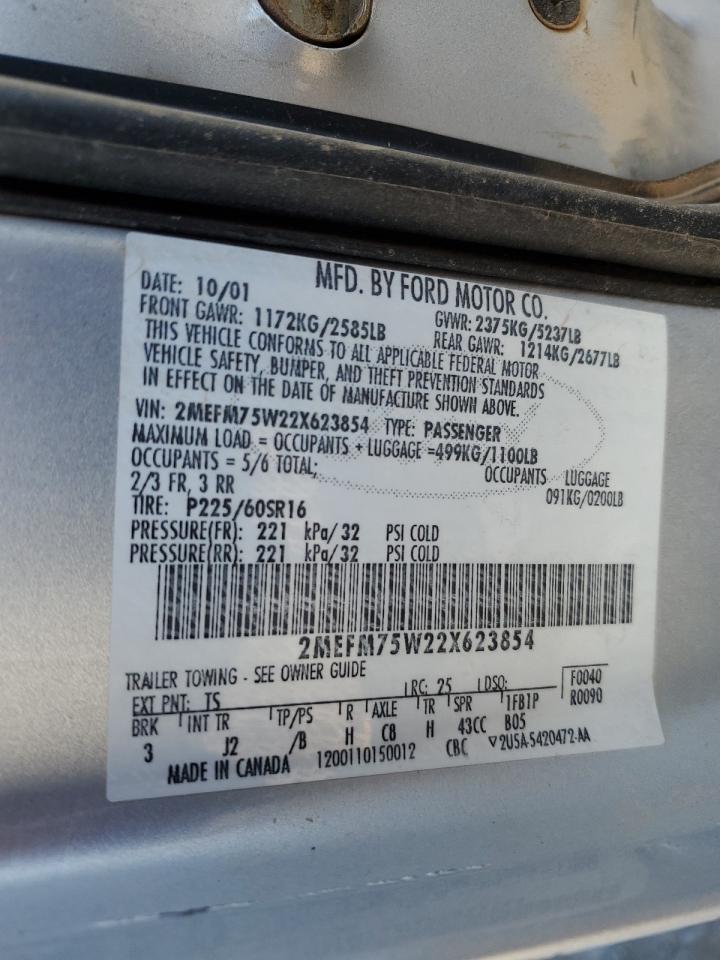 DATE: 10/01 MFD. BY FORD MOTOR CO.
FRONT GAWR: 1172KG/2585LB GVWR: 2375KG/5237LB
REAR GAWR: 1214KG/2677LB
THIS VEHICLE CONFORMS TO ALL APPLICABLE FEDERAL MOTOR
VEHICLE SAFETY, BUMPER, AND THEFT PREVENTION STANDARDS
IN EFFECT ON THE DATE OF MANUFACTURE SHOWN ABOVE.
VIN: 2MEFM75W22X623854 TYPE: PASSENGER
MAXIMUM LOAD = OCCUPANTS + LUGGAGE =499KG/1100LB
OCCUPANTS = 5/6 TOTAL; OCCUPANTS LUGGAGE
2/3 FR, 3 RR 091KG/0200LB
TIRE: P225/60SR16
PRESSURE(FR): 221 kPa/32 PSI COLD
PRESSURE(RR): 221 kPa/32 PSI COLD
2MEFM75W22X623854
TRAILER TOWING - SEE OWNER GUIDE
EXT PNT: TS RC: 25 DSO: F0040
BRK INT TR TP/PS R AXLE TR SPR 1FB1P R0090
3 J2 /B H C8 H 43CC B05
MADE IN CANADA 1200110150012 CBC ▽2U5A-5420472-AA